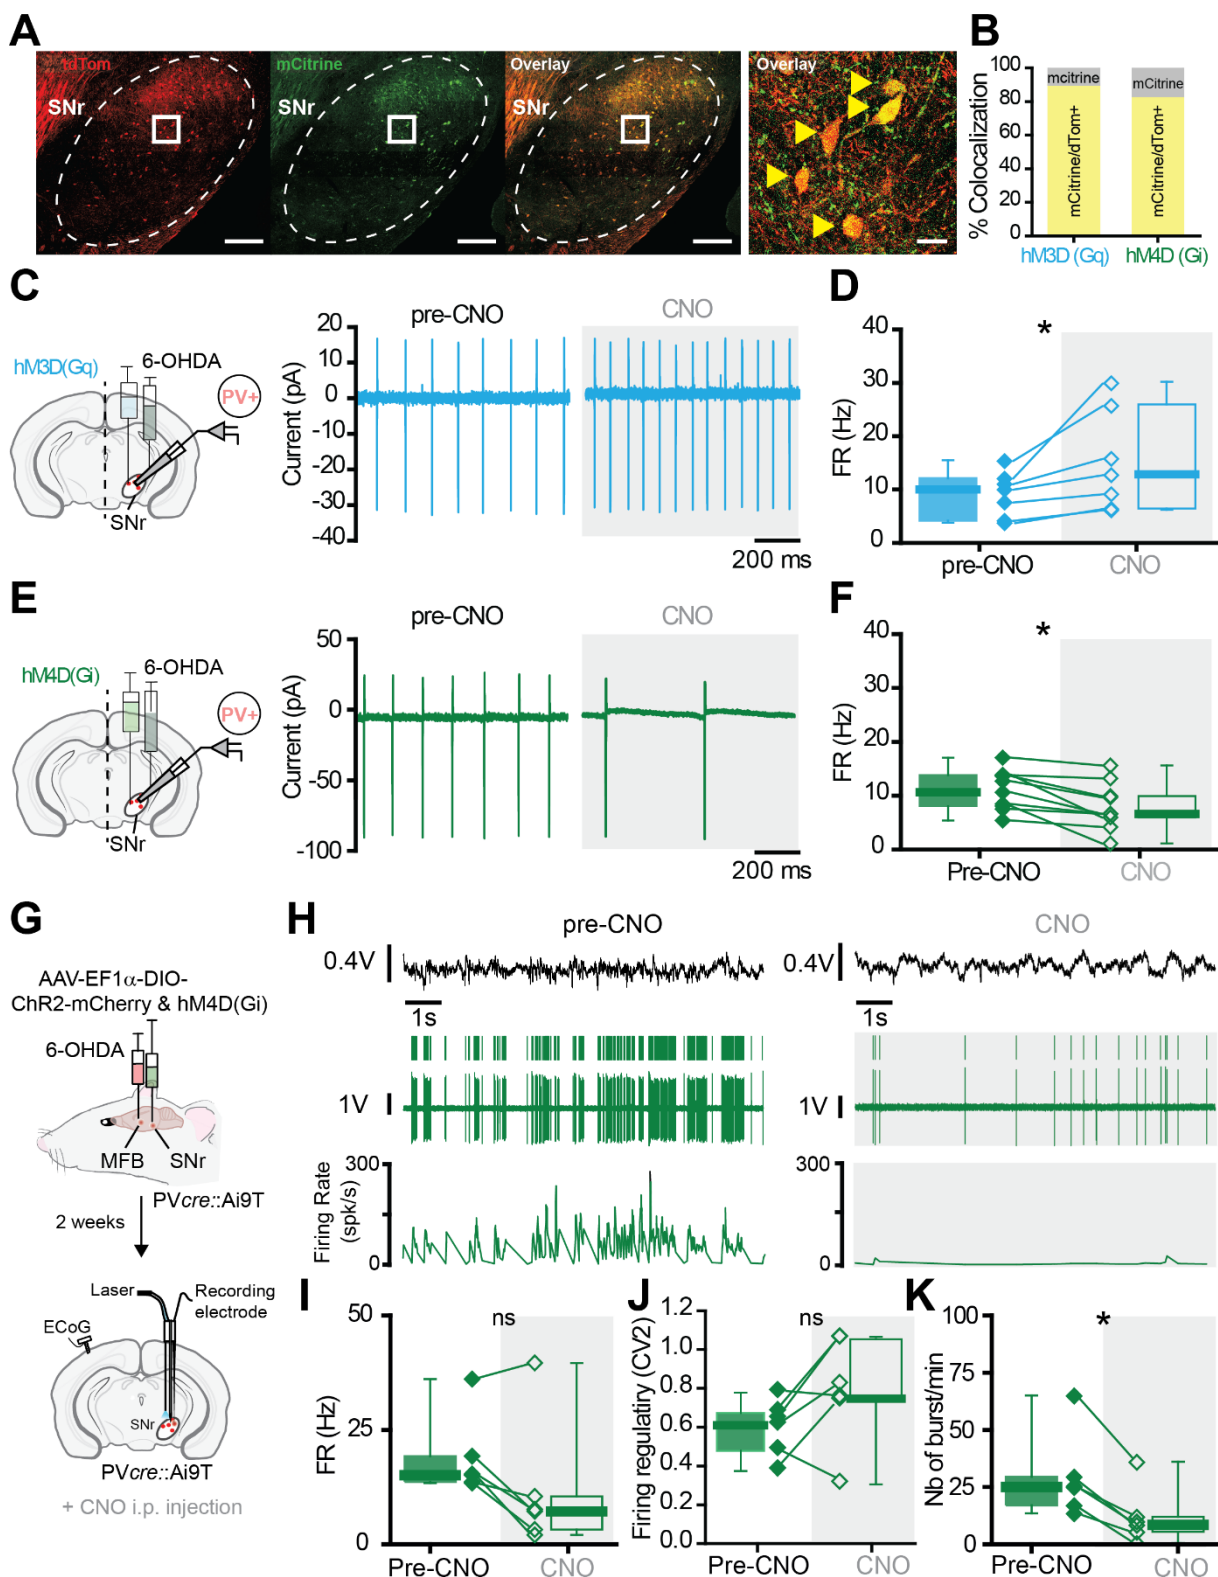 A
tdTom
mCitrine
Overlay
Overlay
SNr
SNr
SNr
B
% Colocalization
100
80
60
40
20
0
mcitrine
mCitrine
mCitrine/dTom+
mCitrine/dTom+
hM3D (Gq)
hM4D (Gi)
C
hM3D(Gq)
6-OHDA
PV+
SNr
pre-CNO
CNO
Current (pA)
20
10
0
-10
-20
-30
-40
200 ms
D
*
FR (Hz)
40
30
20
10
0
pre-CNO
CNO
E
hM4D(Gi)
6-OHDA
PV+
SNr
pre-CNO
CNO
Current (pA)
50
0
-50
-100
200 ms
F
*
FR (Hz)
40
30
20
10
0
Pre-CNO
CNO
G
AAV-EF1α-DIO-
ChR2-mCherry & hM4D(Gi)
6-OHDA
MFB
SNr
PVcre::Ai9T
2 weeks
Laser
Recording
electrode
ECoG
SNr
PVcre::Ai9T
+ CNO i.p. injection
H
pre-CNO
CNO
0.4V
0.4V
1s
1s
1V
1V
Firing Rate
(spk/s)
300
0
300
0
I
ns
FR (Hz)
50
25
0
Pre-CNO
CNO
J
ns
Firing regulatiry (CV2)
1.2
1.0
0.8
0.6
0.4
0.2
0.0
Pre-CNO
CNO
K
*
Nb of burst/min
100
75
50
25
0
Pre-CNO
CNO